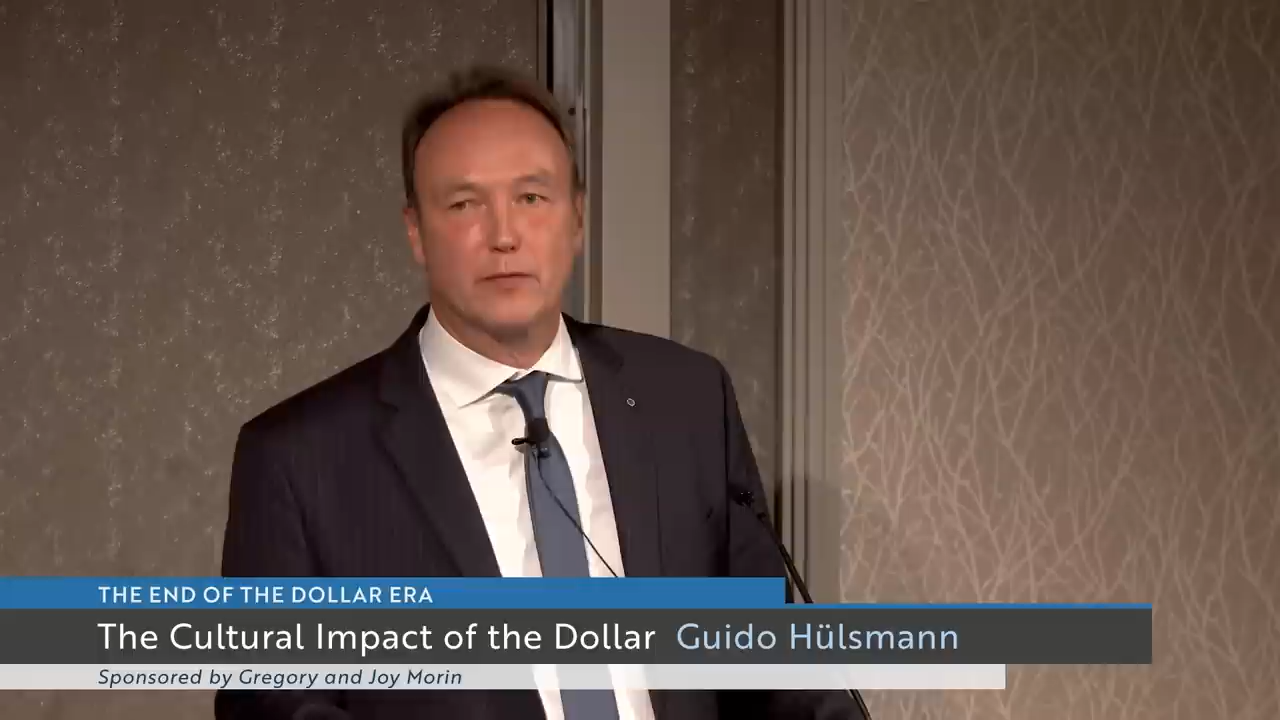 THE END OF THE DOLLAR ERA
The Cultural Impact of the Dollar Guido Hülsmann
Sponsored by Gregory and Joy Morin